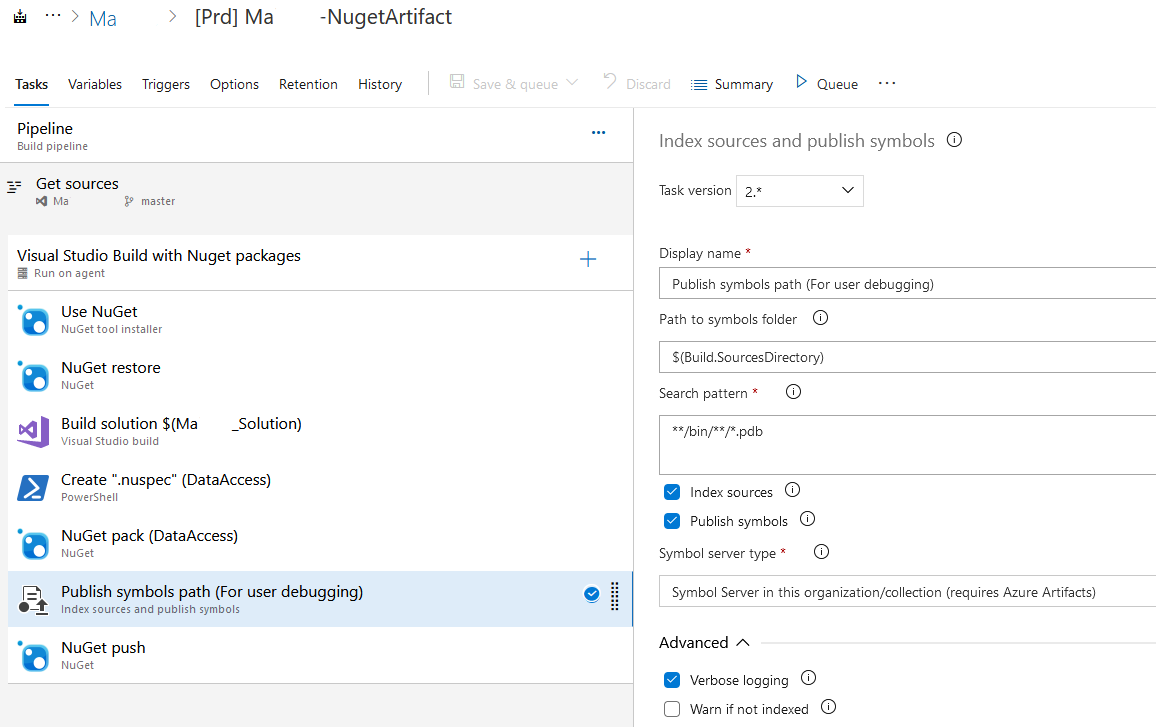 ··· > Ma > [Prd] Ma -NugetArtifact
Tasks Variables Triggers Options Retention History Save & queue Discard Summary Queue ···
Pipeline
Build pipeline
Get sources
Ma master
Visual Studio Build with Nuget packages
Run on agent
Use NuGet
NuGet tool installer
NuGet restore
NuGet
Build solution $(Ma _Solution)
Visual Studio build
Create ".nuspec" (DataAccess)
PowerShell
NuGet pack (DataAccess)
NuGet
Publish symbols path (For user debugging)
Index sources and publish symbols
NuGet push
NuGet
Index sources and publish symbols
Task version 2.*
Display name *
Publish symbols path (For user debugging)
Path to symbols folder
$(Build.SourcesDirectory)
Search pattern *
**/bin/**/*.pdb
Index sources
Publish symbols
Symbol server type *
Symbol Server in this organization/collection (requires Azure Artifacts)
Advanced
Verbose logging
Warn if not indexed